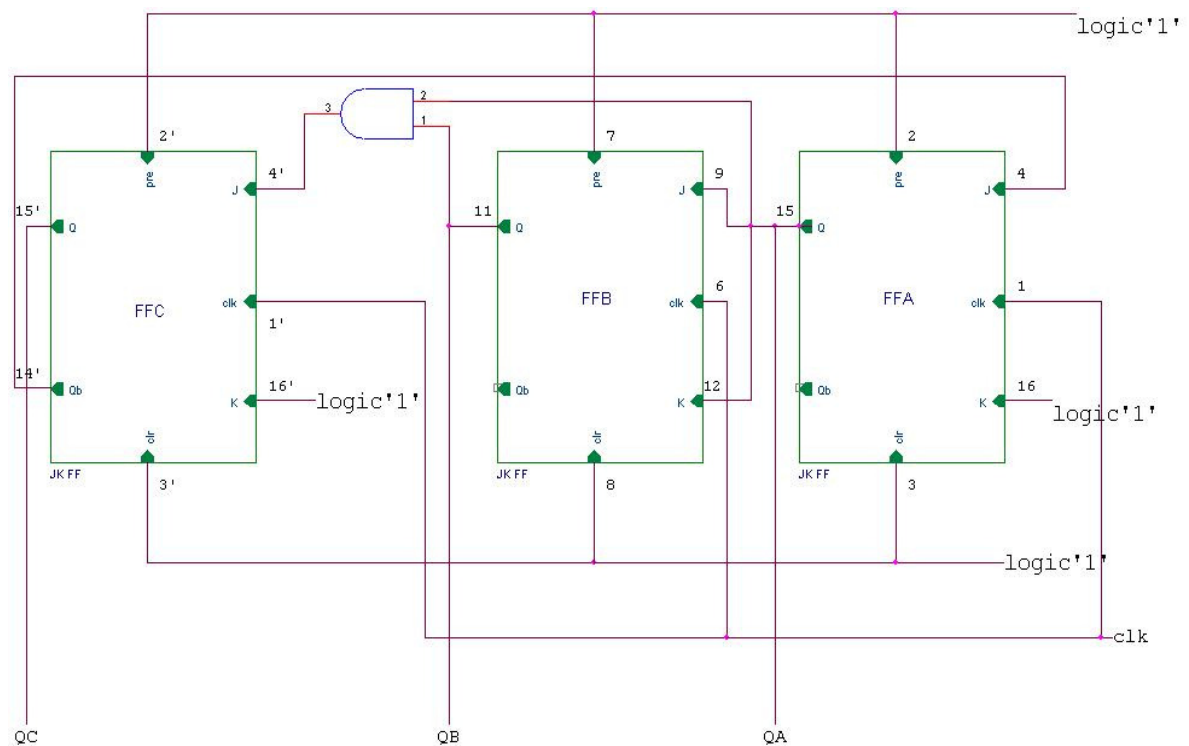 logic'1'
3
2
1
2'
7
2
4'
pre
9
pre
4
J
pre
J
J
15'
11
15
Q
Q
Q
FFC
clk
FFB
6
clk
FFA
1
clk
1'
14'
Qb
16'
K
logic'1'
Qb
12
K
Qb
16
K
logic'1'
clr
clr
clr
JK FF
JK FF
JK FF
3'
8
3
logic'1'
clk
QC
QB
QA